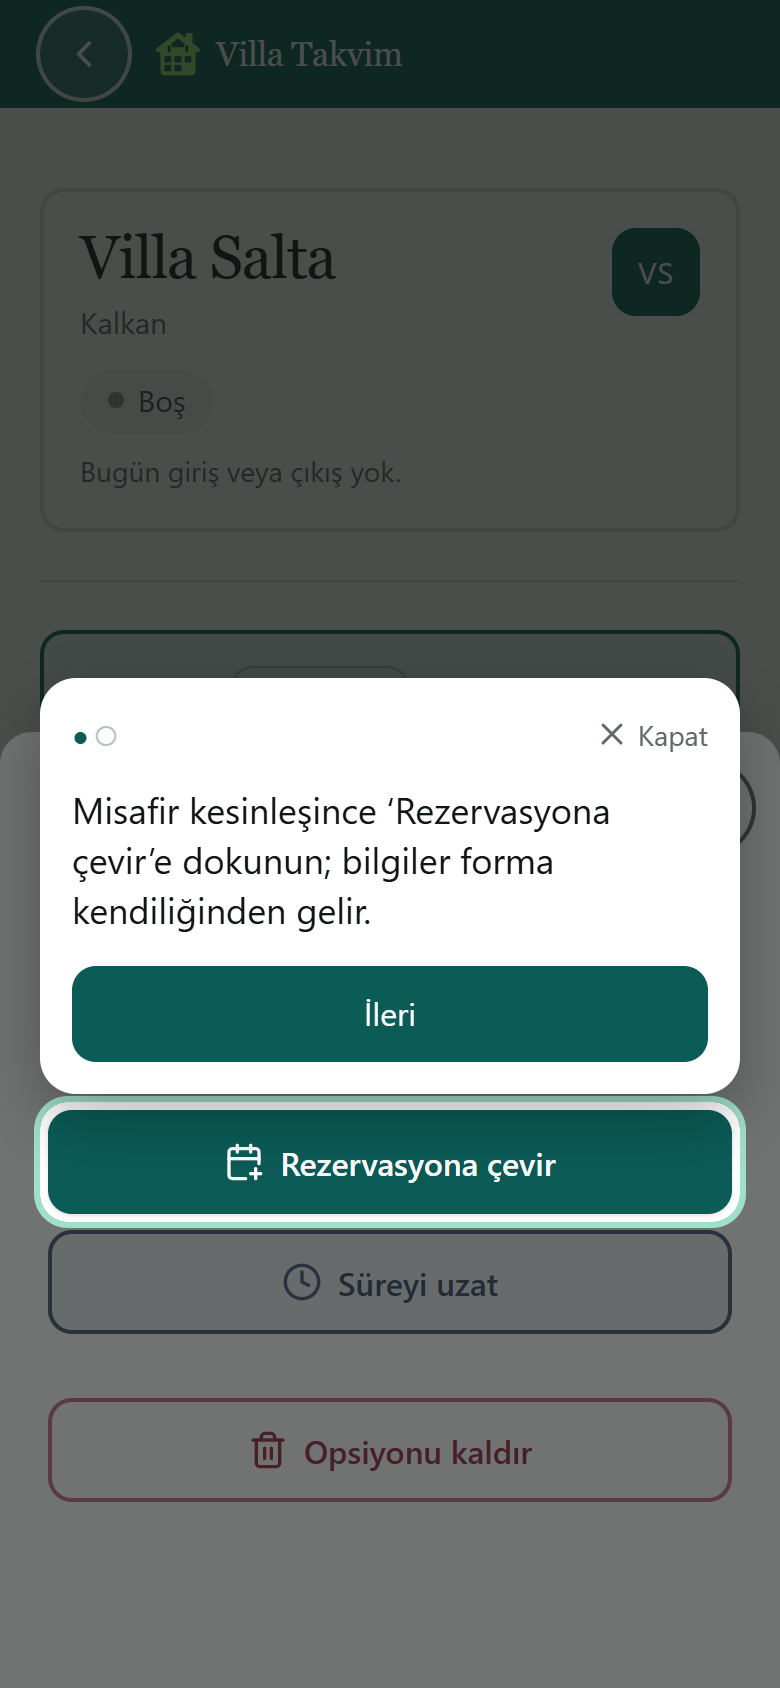 Villa Takvim
Villa Salta
VS
Kalkan
Boş
Bugün giriş veya çıkış yok.
Kapat
Misafir kesinleşince ‘Rezervasyona
çevir’e dokunun; bilgiler forma
kendiliğinden gelir.
İleri
Rezervasyona çevir
Süreyi uzat
Opsiyonu kaldır